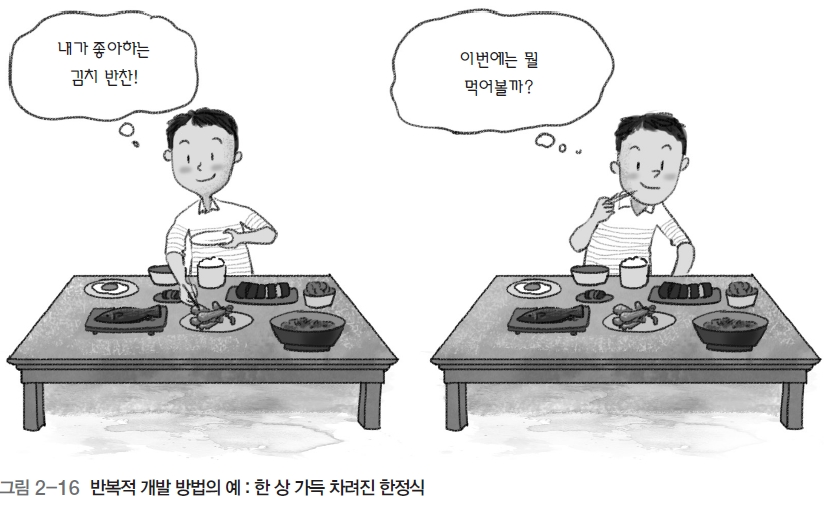 내가 좋아하는
김치 반찬!
이번에는 뭘
먹어볼까?
그림 2-16 반복적 개발 방법의 예 : 한 상 가득 차려진 한정식